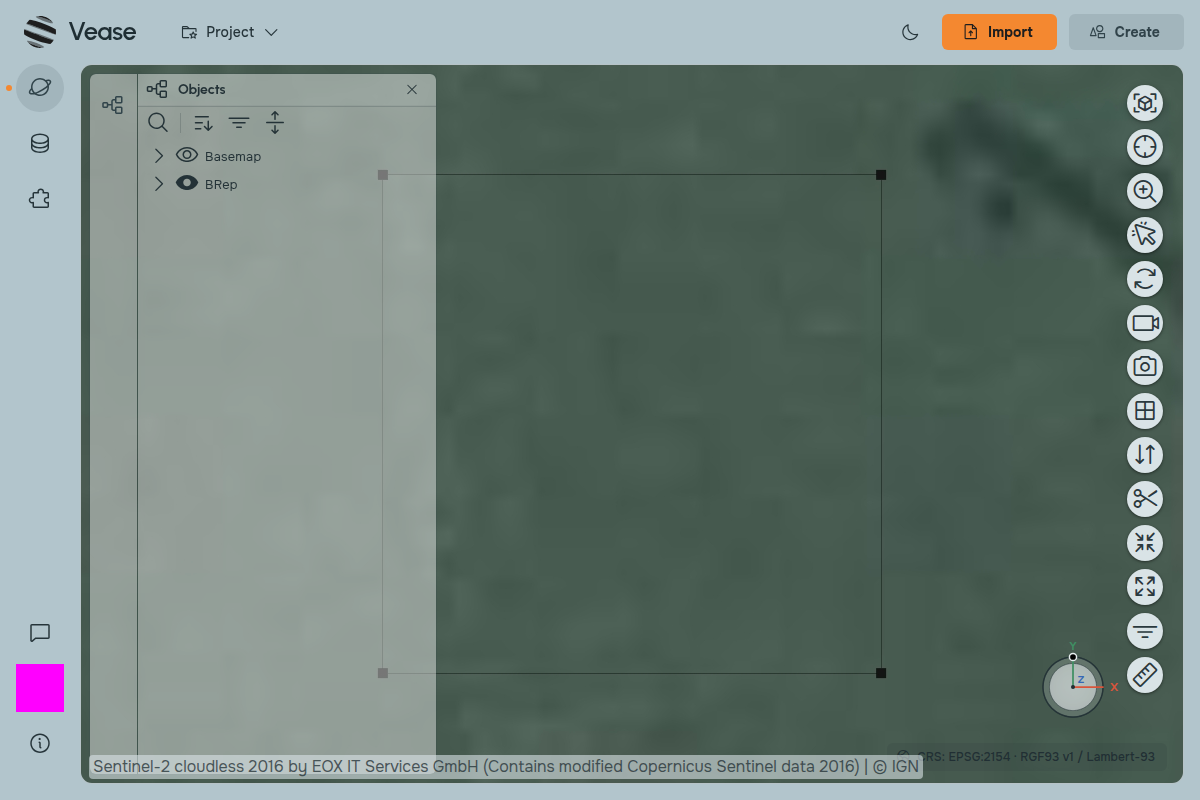 Vease
Project
Import
Create
Objects
Basemap
BRep
Y
Z
X
CRS: EPSG:2154 · RGF93 v1 / Lambert-93
Sentinel-2 cloudless 2016 by EOX IT Services GmbH (Contains modified Copernicus Sentinel data 2016) | © IGN